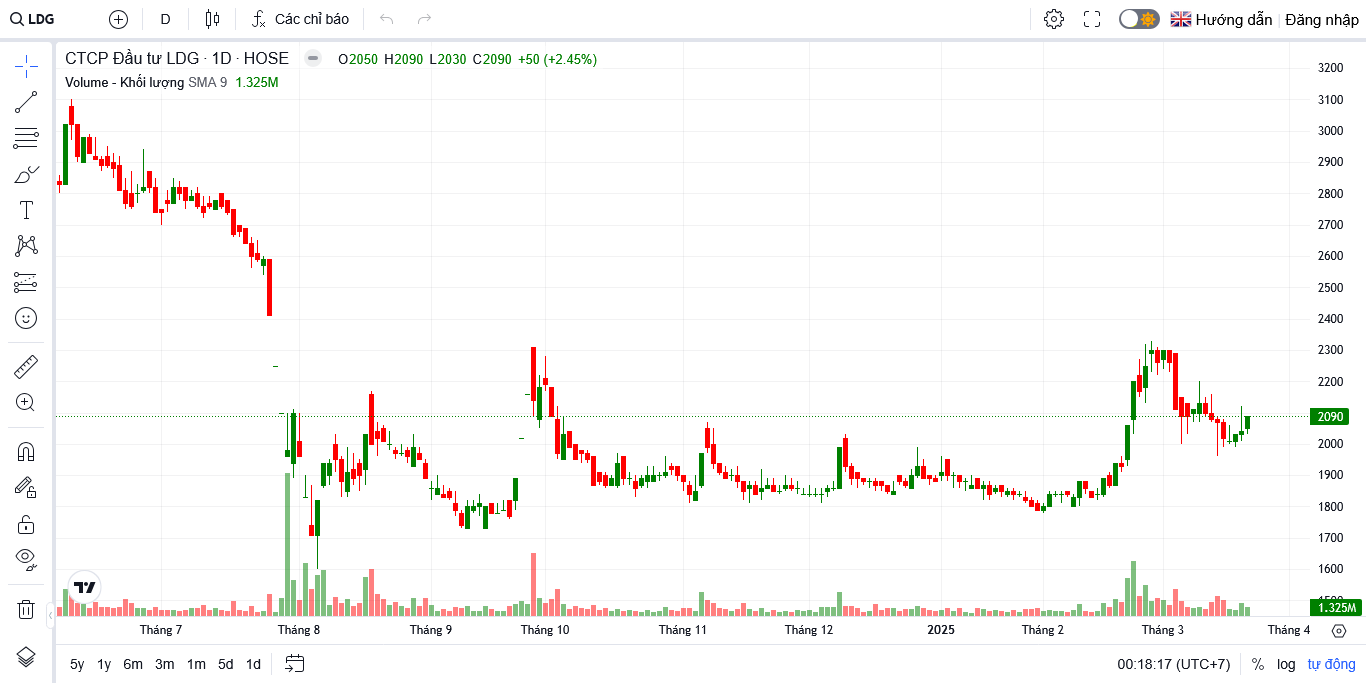 LDG D Các chỉ báo Hướng dẫn Đăng nhập
CTCP Đầu tư LDG · 1D · HOSE O2050 H2090 L2030 C2090 +50 (+2.45%)
Volume - Khối lượng SMA 9 1.325M
3200
3100
3000
2900
2800
2700
2600
2500
2400
2300
2200
2090
2000
1900
1800
1700
1600
1.325M
Tháng 7 Tháng 8 Tháng 9 Tháng 10 Tháng 11 Tháng 12 2025 Tháng 2 Tháng 3 Tháng 4
5y 1y 6m 3m 1m 5d 1d 00:18:17 (UTC+7) % log tự động